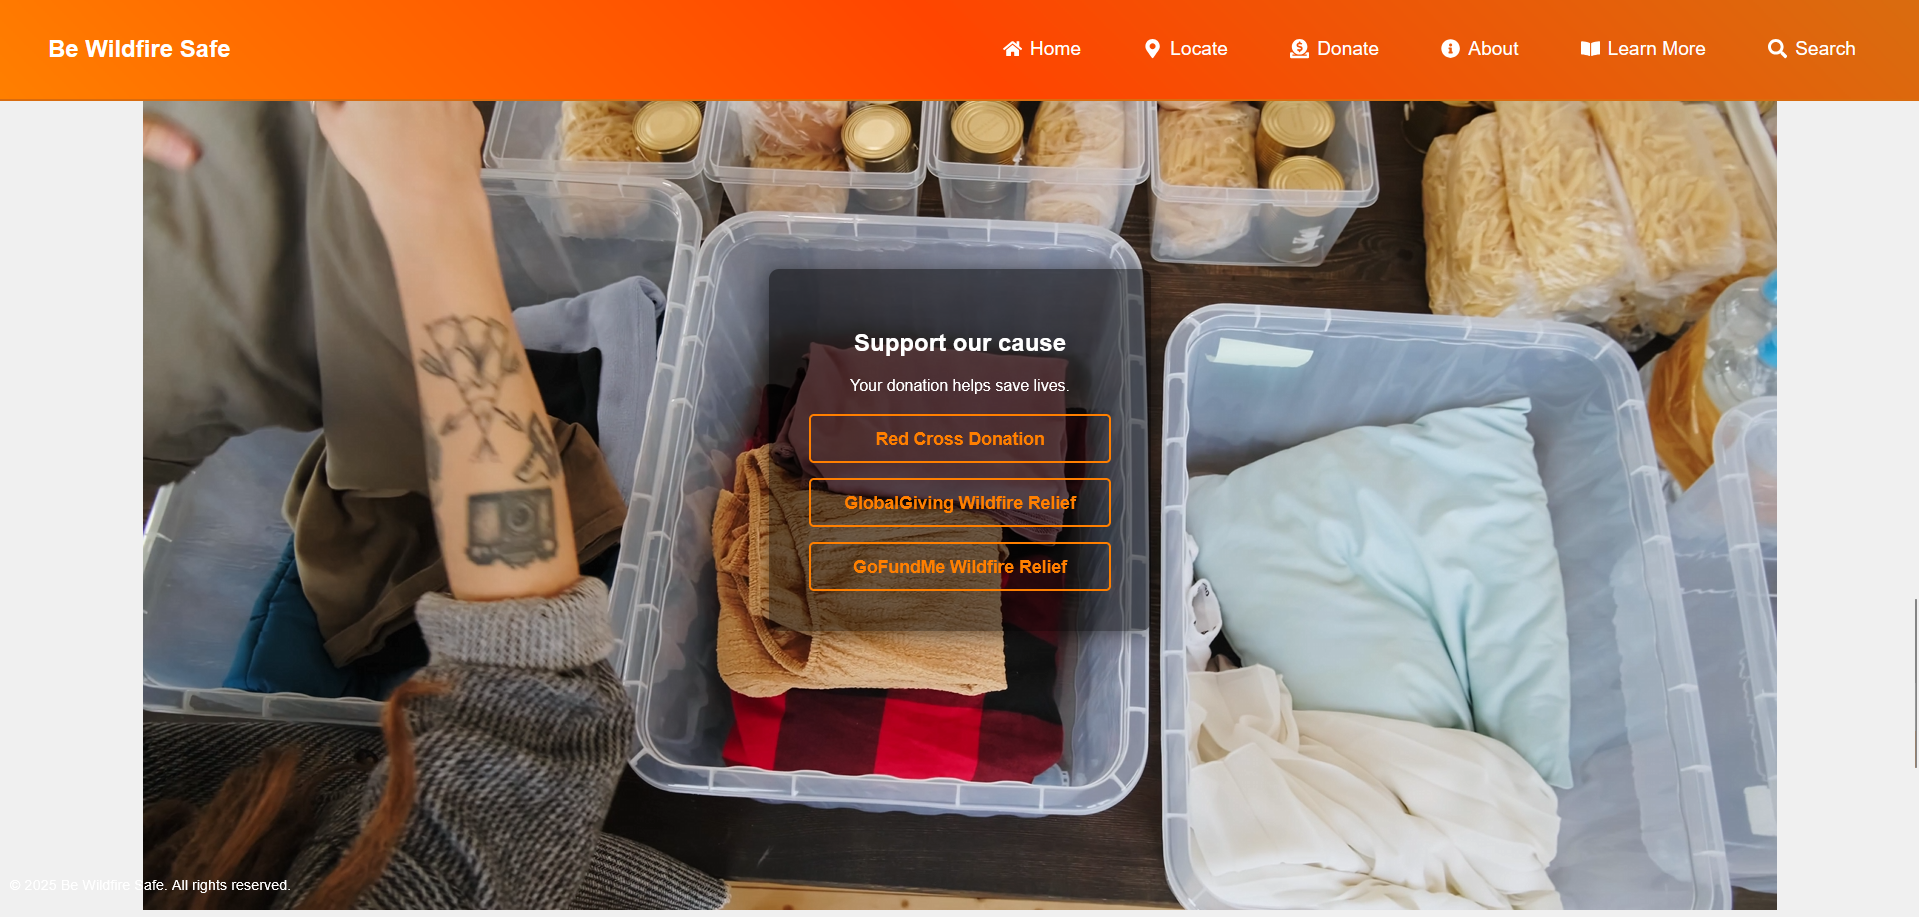 Be Wildfire Safe
Home
Locate
Donate
About
Learn More
Search
Support our cause
Your donation helps save lives.
Red Cross Donation
GlobalGiving Wildfire Relief
GoFundMe Wildfire Relief
© 2025 Be Wildfire Safe. All rights reserved.